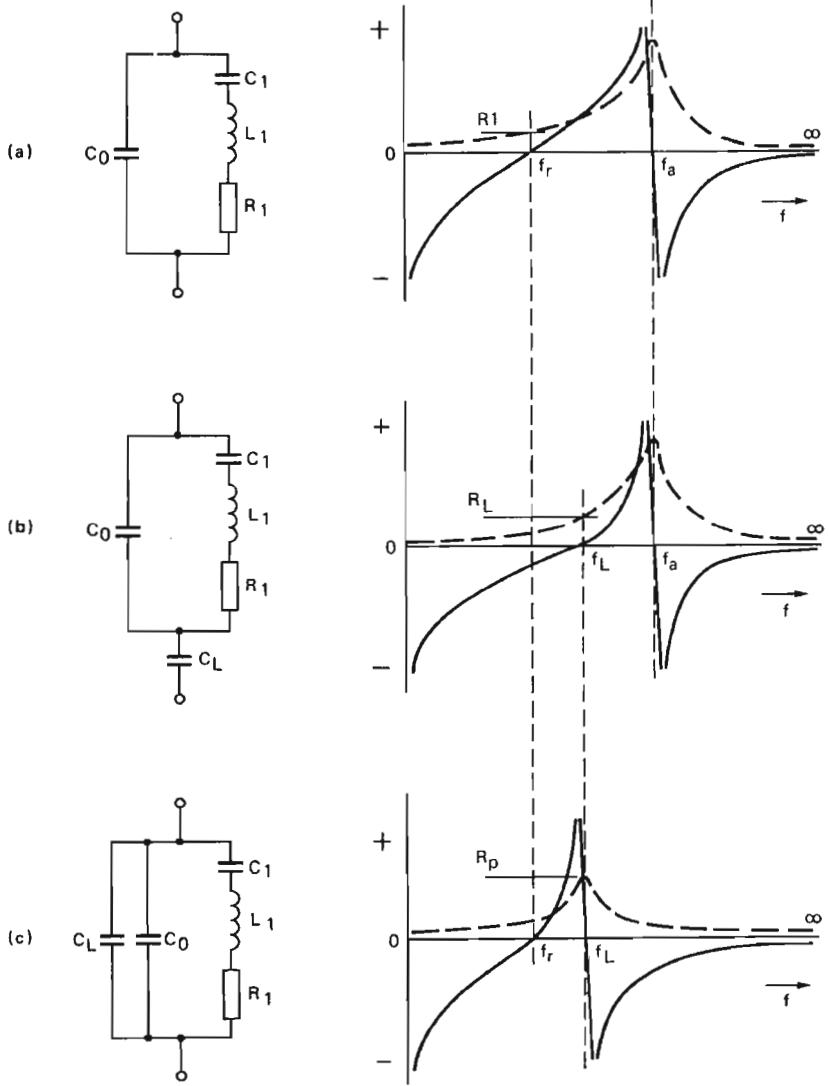 (a)
C0
C1
L1
R1
+
R1
0
fr
fa
∞
f
−
(b)
C0
C1
L1
R1
CL
+
RL
0
fL
fa
∞
f
−
(c)
CL
C0
C1
L1
R1
+
Rp
0
fr
fL
∞
f
−